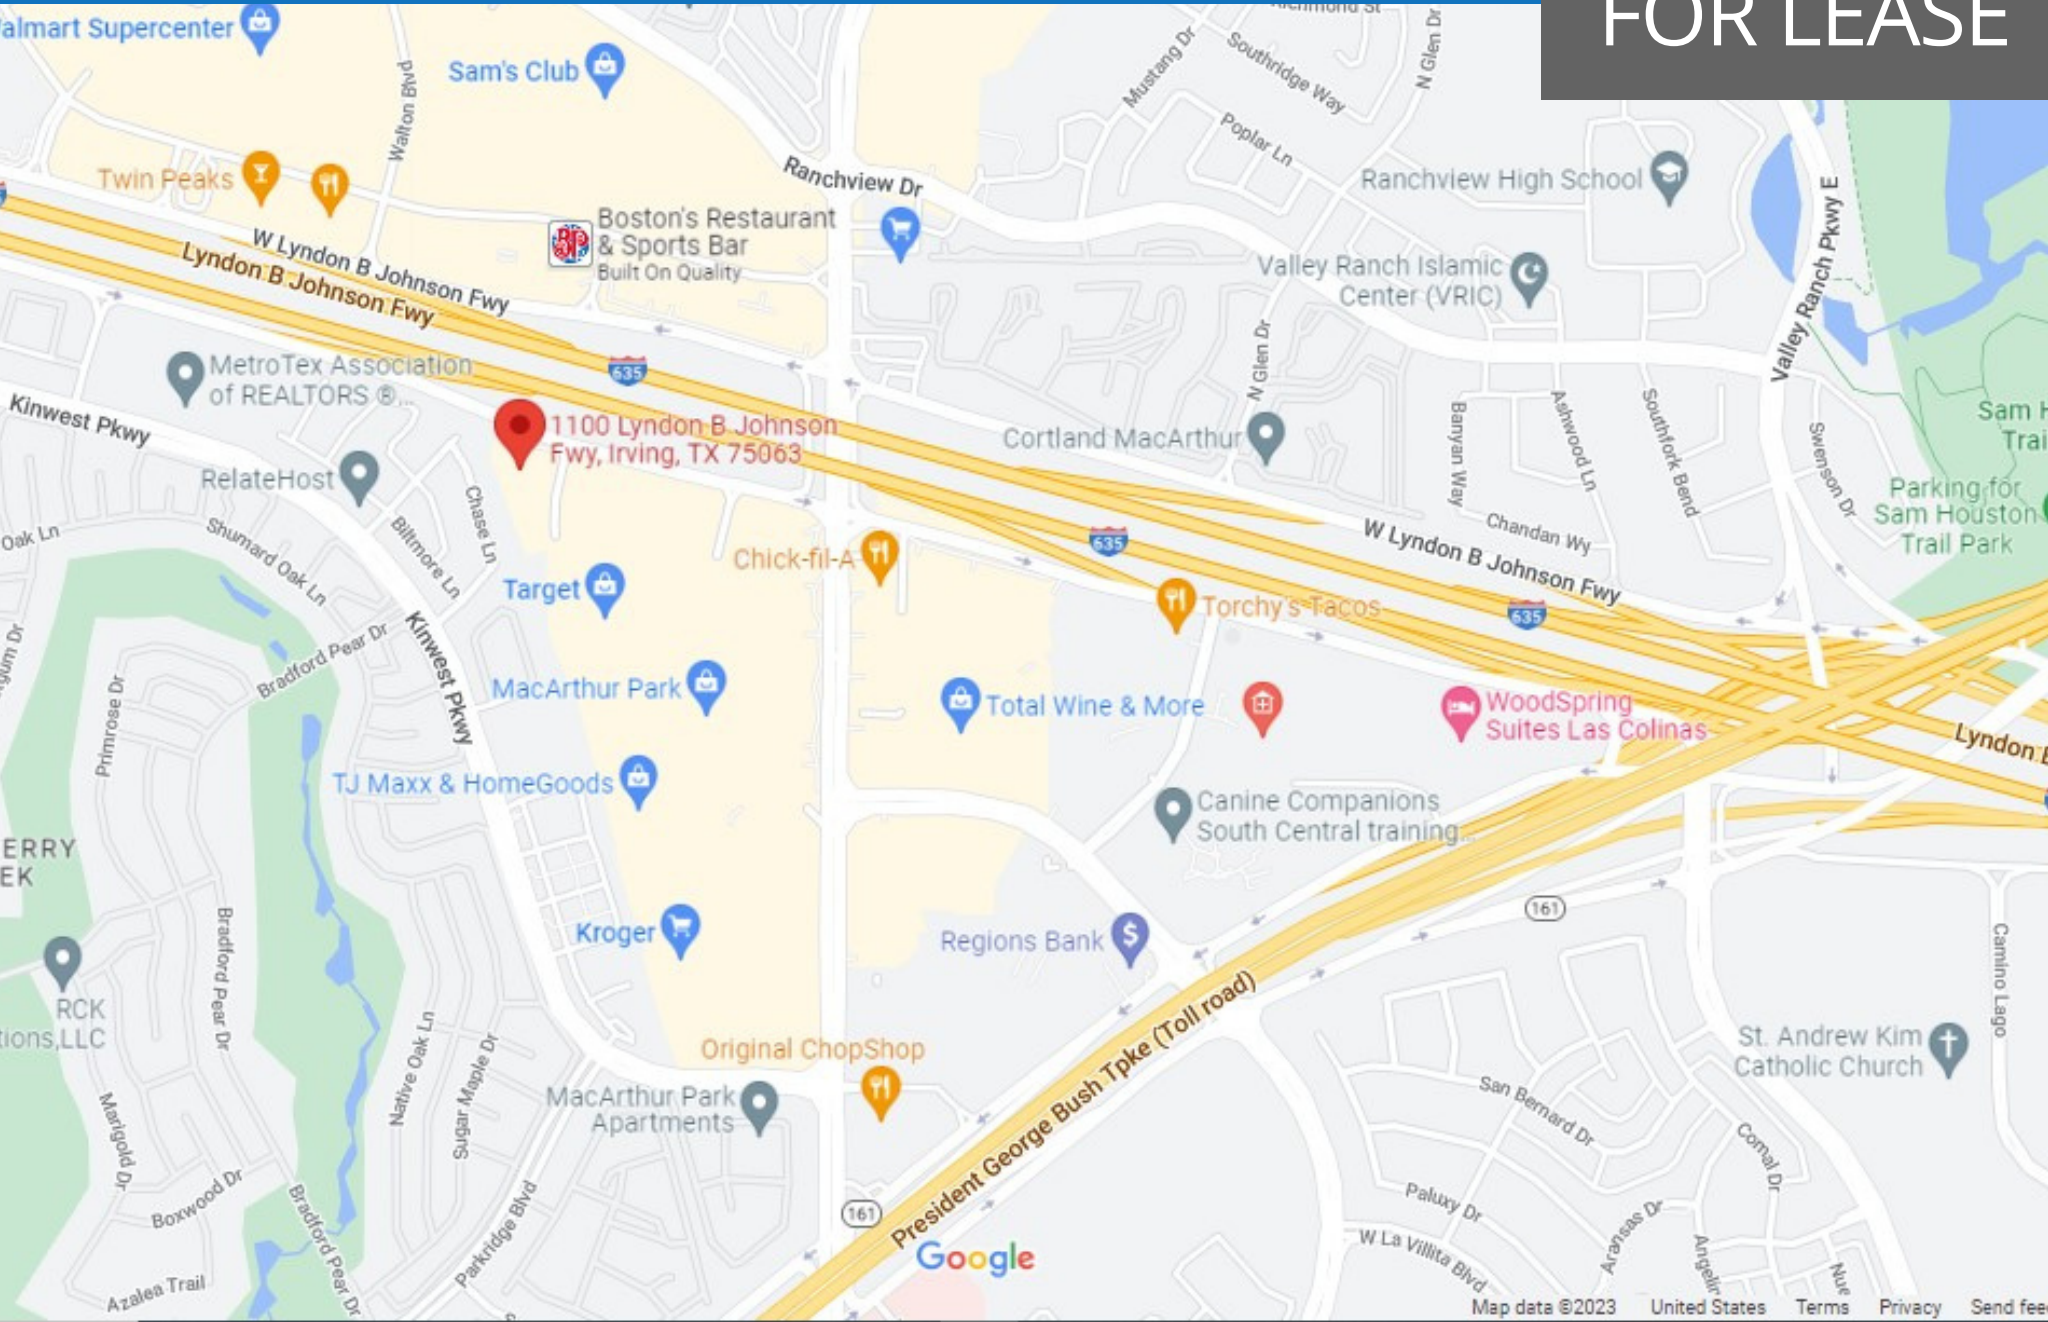 FOR LEASE
Richmond St
almart Supercenter
Sam's Club
Walton Blvd
Mustang Dr
Southridge Way
N Glen Dr
Poplar Ln
Twin Peaks
Ranchview Dr
Ranchview High School
Valley Ranch Pkwy E
Boston's Restaurant
& Sports Bar
Built On Quality
W Lyndon B Johnson Fwy
Lyndon B Johnson Fwy
Valley Ranch Islamic
Center (VRIC)
N Glen Dr
635
MetroTex Association
of REALTORS ®...
Kinwest Pkwy
1100 Lyndon B Johnson
Fwy, Irving, TX 75063
Cortland MacArthur
Banyan Way
Ashwood Ln
Southfork Bend
Swenson Dr
Sam H
Trai
RelateHost
Chase Ln
Biltmore Ln
Parking for
Sam Houston
Trail Park
Oak Ln
Shumard Oak Ln
Chick-fil-A
635
Chandan Wy
W Lyndon B Johnson Fwy
Target
Torchy's Tacos
635
Bradford Pear Dr
Kinwest Pkwy
gum Dr
Primrose Dr
MacArthur Park
Total Wine & More
WoodSpring
Suites Las Colinas
Lyndon B
TJ Maxx & HomeGoods
Canine Companions
South Central training...
ERRY
EK
Kroger
Regions Bank
161
Camino Lago
Bradford Pear Dr
RCK
tions,LLC
Native Oak Ln
Sugar Maple Dr
Original ChopShop
President George Bush Tpke (Toll road)
St. Andrew Kim
Catholic Church
MacArthur Park
Apartments
Marigold Dr
San Bernard Dr
Comal Dr
Boxwood Dr
Bradford Pear Dr
Parkridge Blvd
161
Paluxy Dr
Aransas Dr
W La Villita Blvd
Angelin
Nue
Azalea Trail
Google
Map data ©2023 United States Terms Privacy Send fee